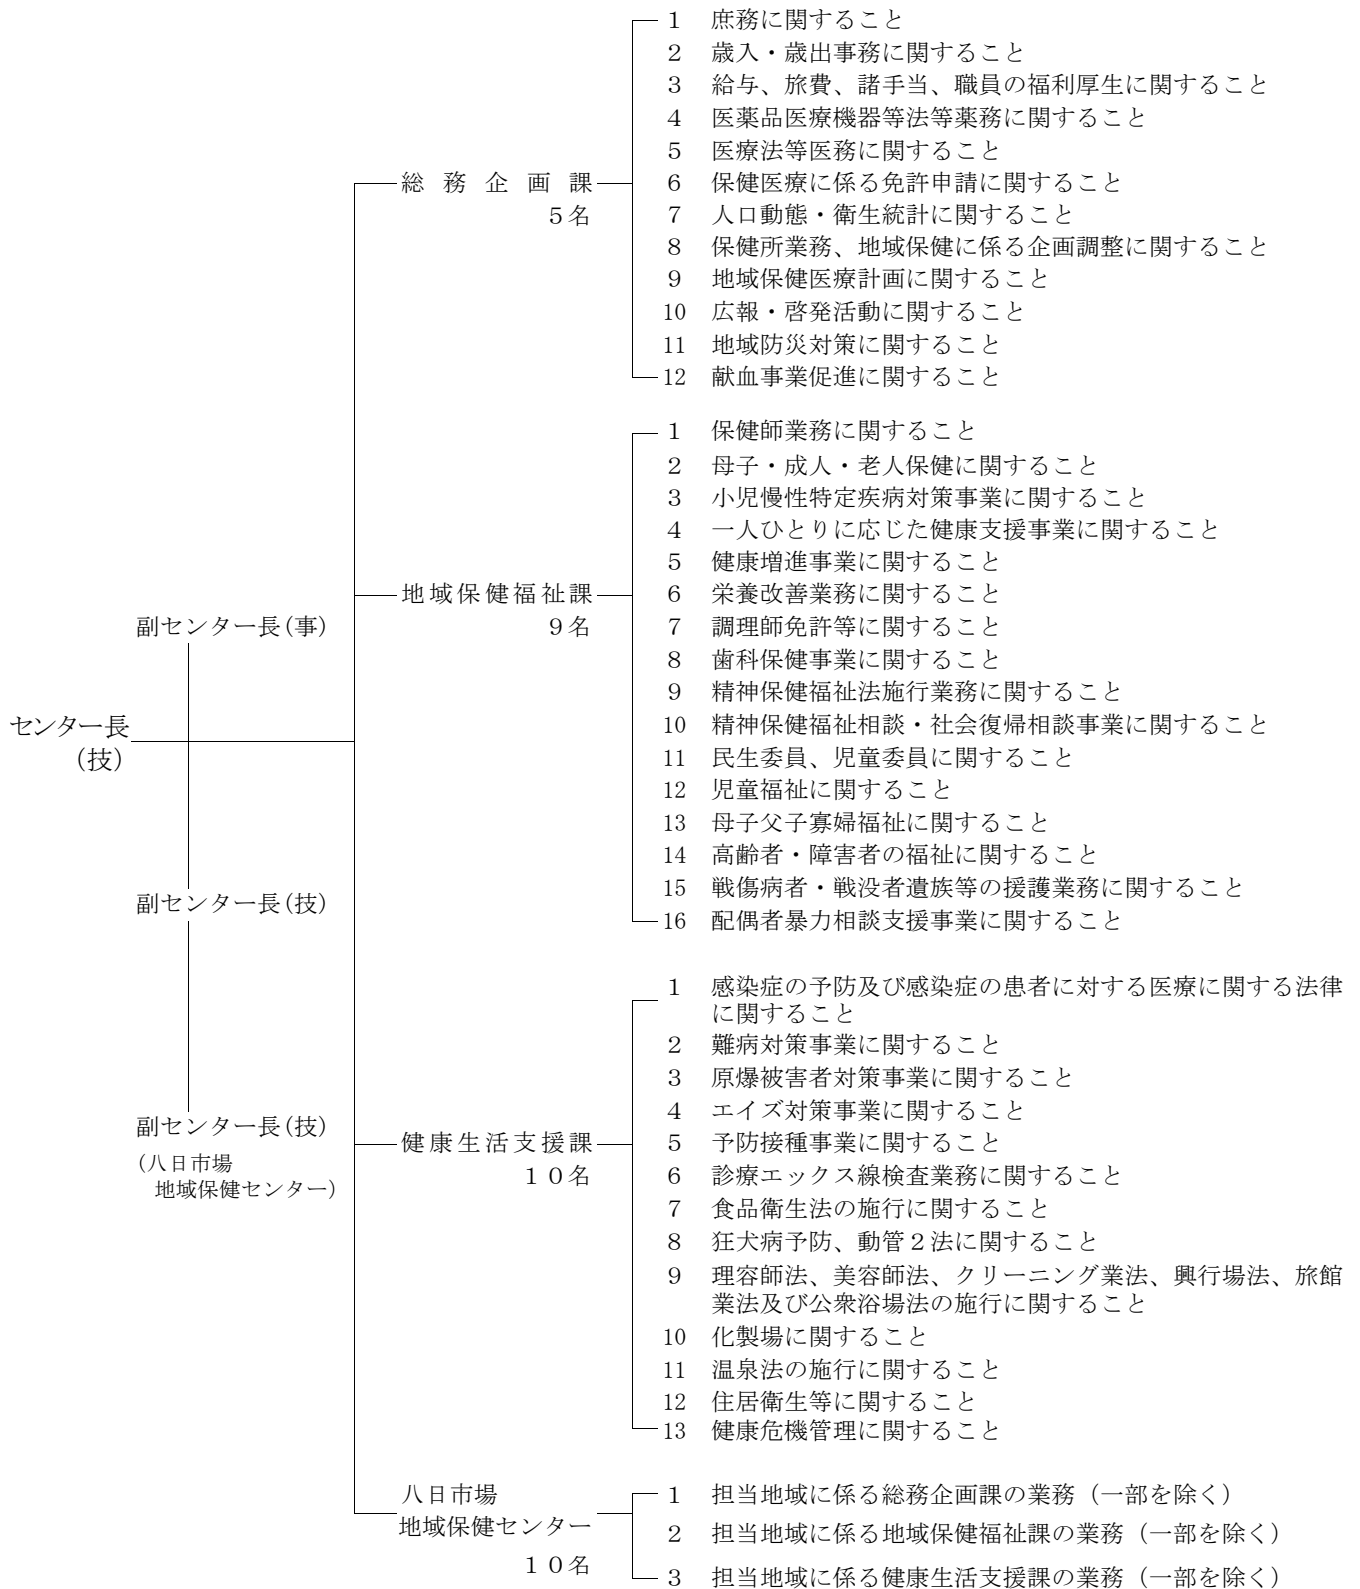 センター長
(技)
副センター長(事)
副センター長(技)
副センター長(技)
(八日市場
地域保健センター)
総務企画課
5名
1 庶務に関すること
2 歳入・歳出事務に関すること
3 給与、旅費、諸手当、職員の福利厚生に関すること
4 医薬品医療機器等法等薬務に関すること
5 医療法等医務に関すること
6 保健医療に係る免許申請に関すること
7 人口動態・衛生統計に関すること
8 保健所業務、地域保健に係る企画調整に関すること
9 地域保健医療計画に関すること
10 広報・啓発活動に関すること
11 地域防災対策に関すること
12 献血事業促進に関すること
地域保健福祉課
9名
1 保健師業務に関すること
2 母子・成人・老人保健に関すること
3 小児慢性特定疾病対策事業に関すること
4 一人ひとりに応じた健康支援事業に関すること
5 健康増進事業に関すること
6 栄養改善業務に関すること
7 調理師免許等に関すること
8 歯科保健事業に関すること
9 精神保健福祉法施行業務に関すること
10 精神保健福祉相談・社会復帰相談事業に関すること
11 民生委員、児童委員に関すること
12 児童福祉に関すること
13 母子父子寡婦福祉に関すること
14 高齢者・障害者の福祉に関すること
15 戦傷病者・戦没者遺族等の援護業務に関すること
16 配偶者暴力相談支援事業に関すること
健康生活支援課
10名
1 感染症の予防及び感染症の患者に対する医療に関する法律
に関すること
2 難病対策事業に関すること
3 原爆被害者対策事業に関すること
4 エイズ対策事業に関すること
5 予防接種事業に関すること
6 診療エックス線検査業務に関すること
7 食品衛生法の施行に関すること
8 狂犬病予防、動管2法に関すること
9 理容師法、美容師法、クリーニング業法、興行場法、旅館
業法及び公衆浴場法の施行に関すること
10 化製場に関すること
11 温泉法の施行に関すること
12 住居衛生等に関すること
13 健康危機管理に関すること
八日市場
地域保健センター
10名
1 担当地域に係る総務企画課の業務(一部を除く)
2 担当地域に係る地域保健福祉課の業務(一部を除く)
3 担当地域に係る健康生活支援課の業務(一部を除く)